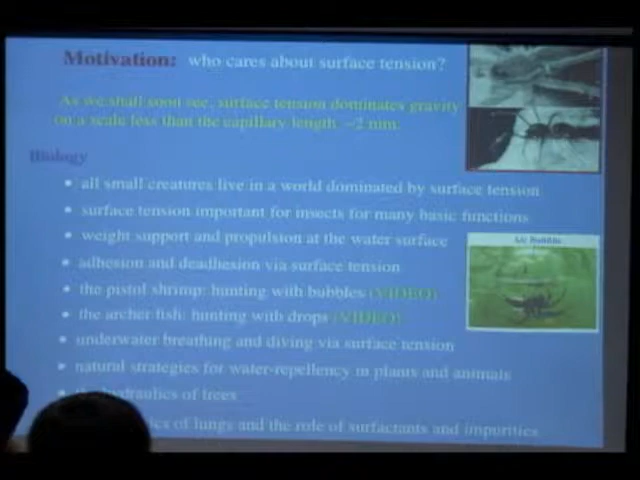 Motivation: who cares about surface tension?
As we shall soon see, surface tension dominates gravity
on a scale less than the capillary length, ~2 mm.
Biology
• all small creatures live in a world dominated by surface tension
• surface tension important for insects for many basic functions
• weight support and propulsion at the water surface
Air Bubble
• adhesion and deadhesion via surface tension
• the pistol shrimp: hunting with bubbles (VIDEO)
• the archer fish: hunting with drops (VIDEO)
• underwater breathing and diving via surface tension
• natural strategies for water-repellency in plants and animals
• hydraulics of trees
of lungs and the role of surfactants and impurities